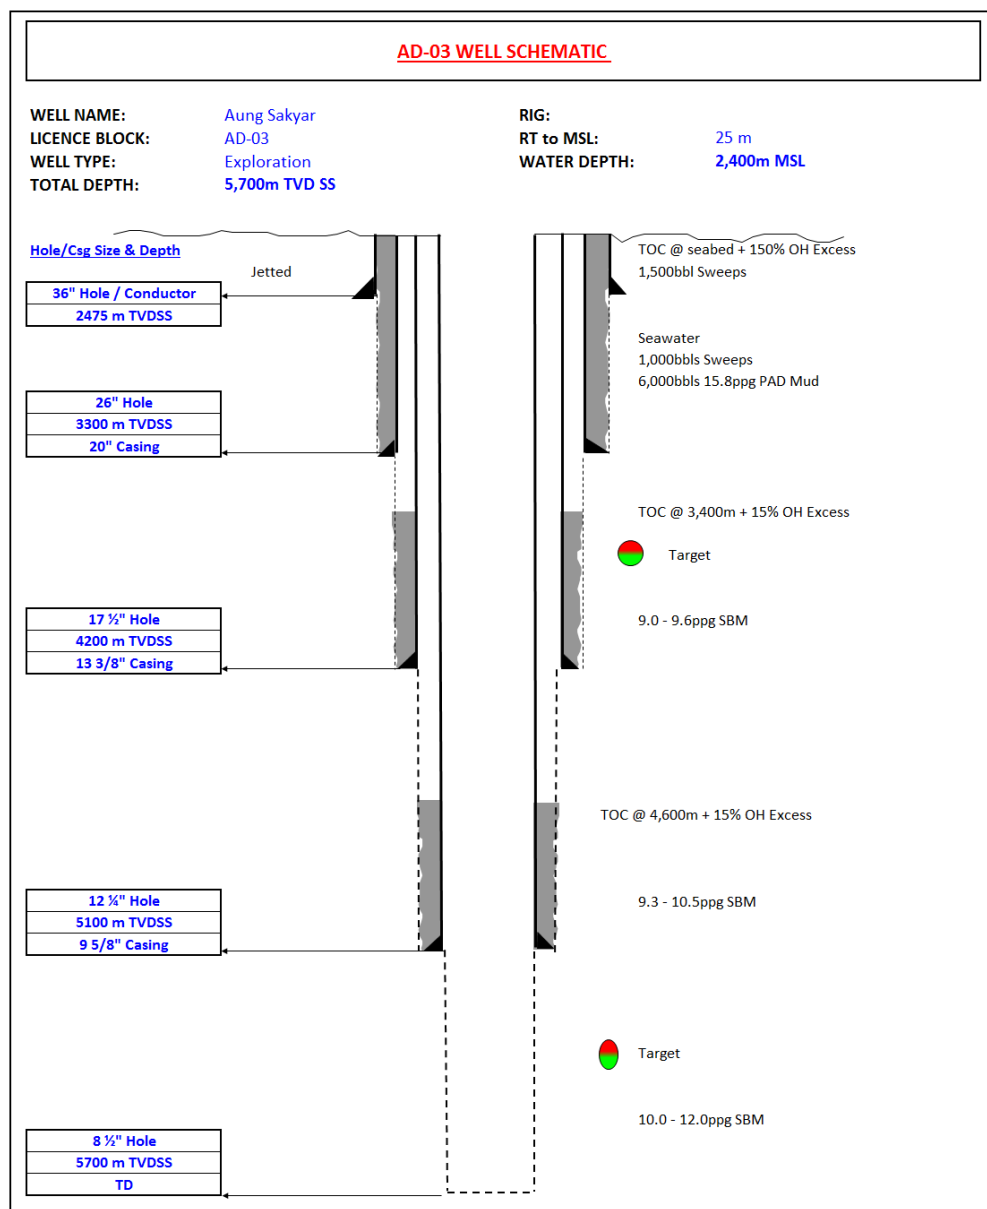 AD-03 WELL SCHEMATIC
WELL NAME: Aung Sakyar RIG:
LICENCE BLOCK: AD-03 RT to MSL: 25 m
WELL TYPE: Exploration WATER DEPTH: 2,400m MSL
TOTAL DEPTH: 5,700m TVD SS
Hole/Csg Size & Depth
TOC @ seabed + 150% OH Excess
Jetted
1,500bbl Sweeps
36" Hole / Conductor
2475 m TVDSS
Seawater
1,000bbls Sweeps
6,000bbls 15.8ppg PAD Mud
26" Hole
3300 m TVDSS
20" Casing
TOC @ 3,400m + 15% OH Excess
Target
17 ½" Hole
4200 m TVDSS
13 3/8" Casing
9.0 - 9.6ppg SBM
TOC @ 4,600m + 15% OH Excess
12 ¼" Hole
5100 m TVDSS
9 5/8" Casing
9.3 - 10.5ppg SBM
Target
10.0 - 12.0ppg SBM
8 ½" Hole
5700 m TVDSS
TD